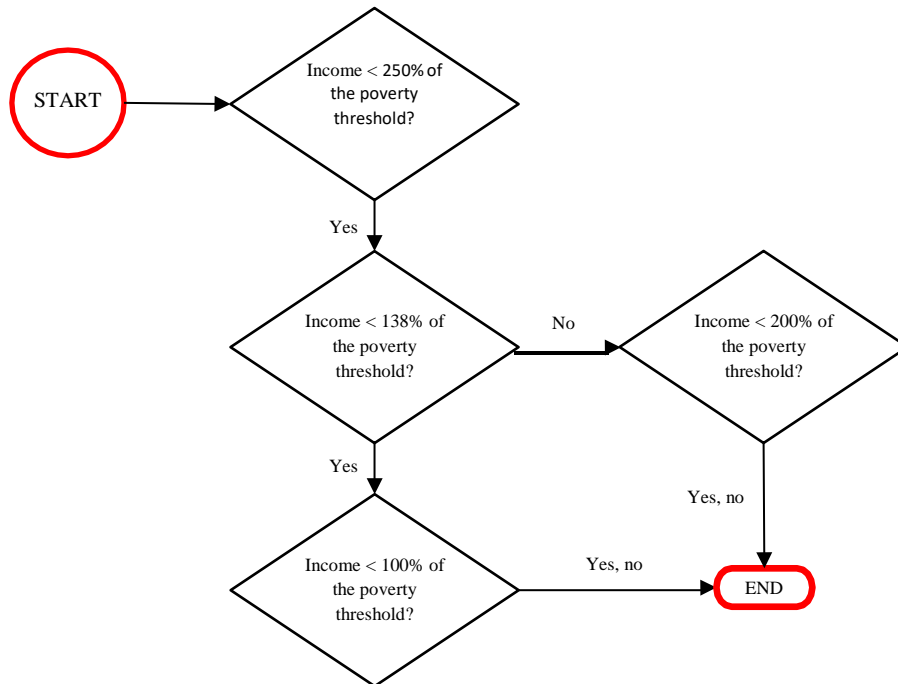 START
Income < 250% of
the poverty
threshold?
Yes
Income < 138% of
the poverty
threshold?
No
Income < 200% of
the poverty
threshold?
Yes
Yes, no
Income < 100% of
the poverty
threshold?
Yes, no
END